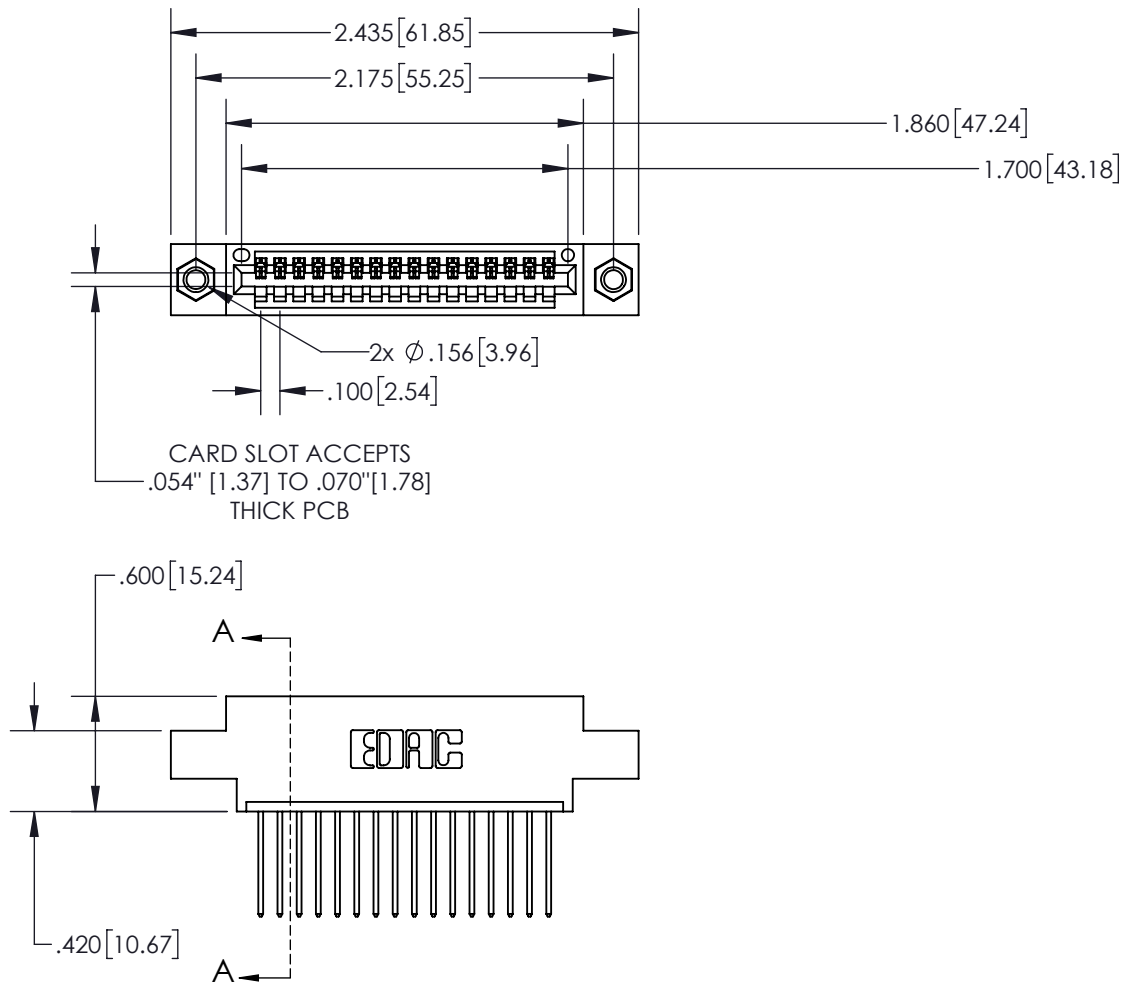 2.435[61.85]
2.175[55.25]
1.860[47.24]
1.700[43.18]
2x Ø.156[3.96]
.100[2.54]
CARD SLOT ACCEPTS
.054" [1.37] TO .070"[1.78]
THICK PCB
.600[15.24]
A
EDAC
.420[10.67]
A